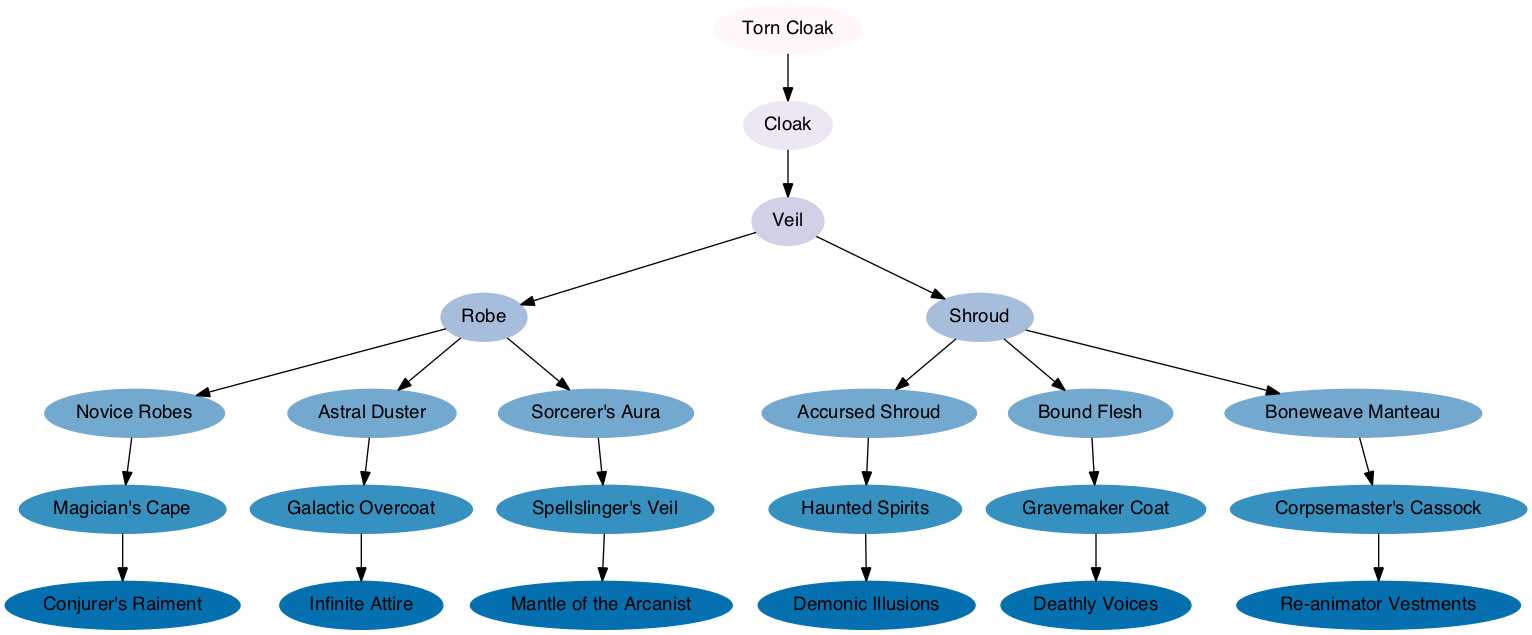 Torn Cloak
Cloak
Veil
Robe
Shroud
Novice Robes
Astral Duster
Sorcerer's Aura
Accursed Shroud
Bound Flesh
Boneweave Manteau
Magician's Cape
Galactic Overcoat
Spellslinger's Veil
Haunted Spirits
Gravemaker Coat
Corpsemaster's Cassock
Conjurer's Raiment
Infinite Attire
Mantle of the Arcanist
Demonic Illusions
Deathly Voices
Re-animator Vestments